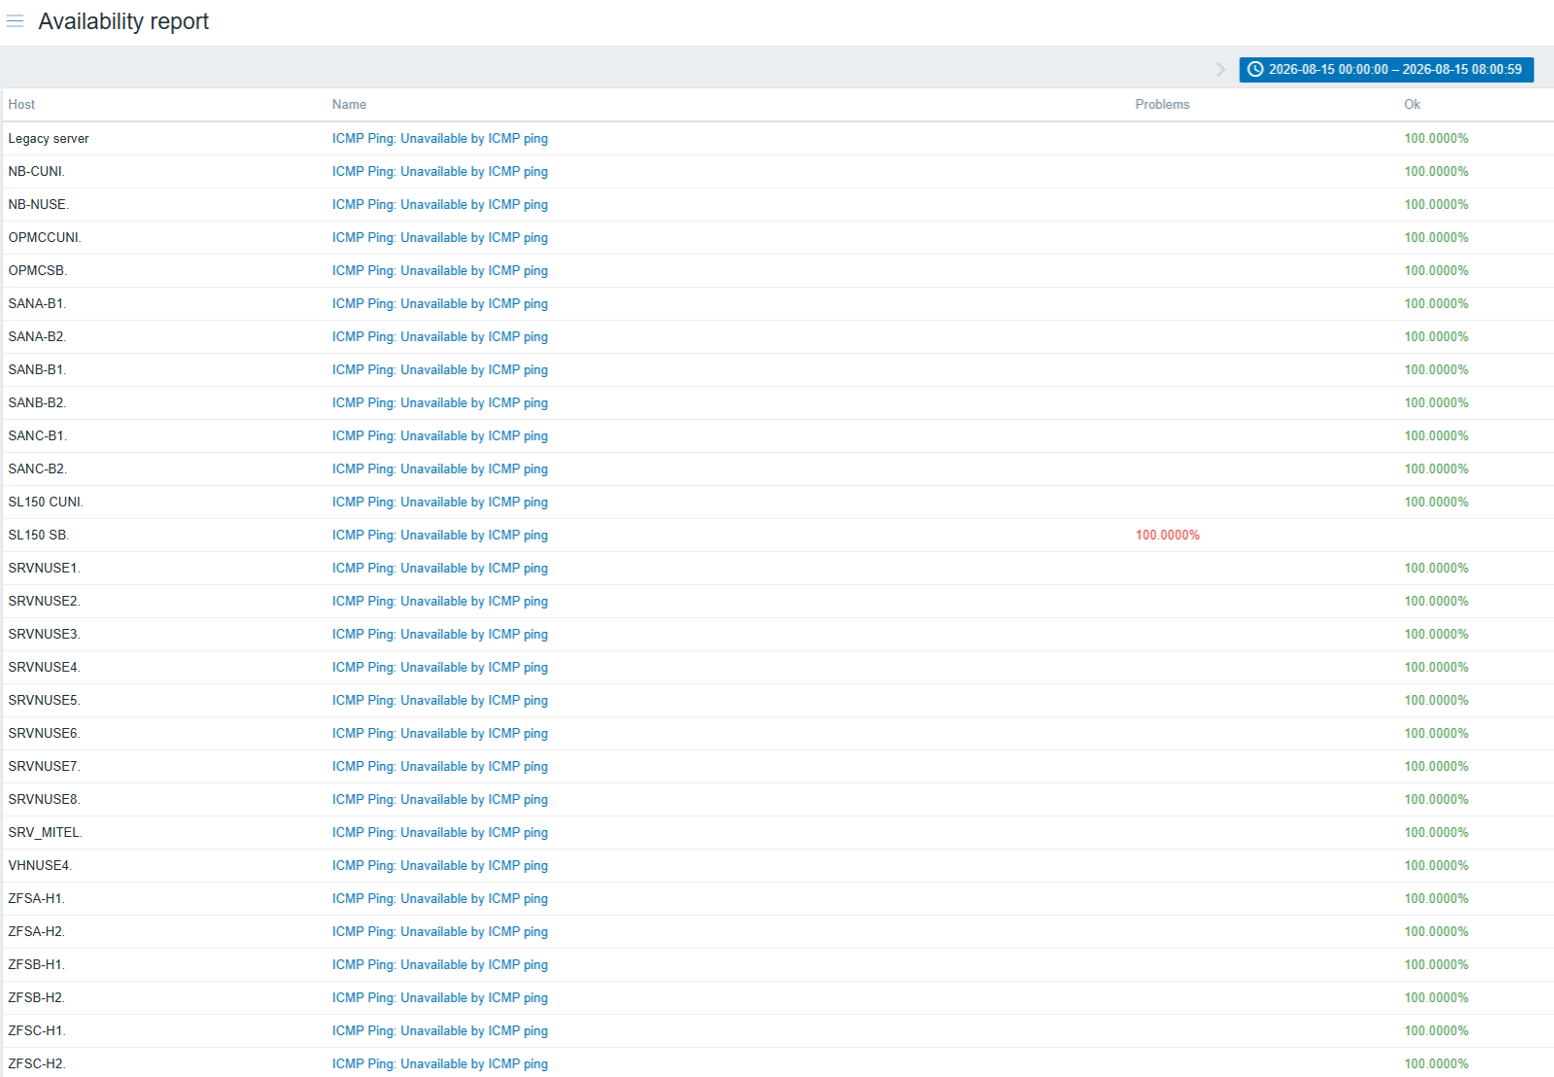 Availability report
2026-08-15 00:00:00 – 2026-08-15 08:00:59
Host Name Problems Ok
Legacy server ICMP Ping: Unavailable by ICMP ping 100.0000%
NB-CUNI. ICMP Ping: Unavailable by ICMP ping 100.0000%
NB-NUSE. ICMP Ping: Unavailable by ICMP ping 100.0000%
OPMCCUNI. ICMP Ping: Unavailable by ICMP ping 100.0000%
OPMCSB. ICMP Ping: Unavailable by ICMP ping 100.0000%
SANA-B1. ICMP Ping: Unavailable by ICMP ping 100.0000%
SANA-B2. ICMP Ping: Unavailable by ICMP ping 100.0000%
SANB-B1. ICMP Ping: Unavailable by ICMP ping 100.0000%
SANB-B2. ICMP Ping: Unavailable by ICMP ping 100.0000%
SANC-B1. ICMP Ping: Unavailable by ICMP ping 100.0000%
SANC-B2. ICMP Ping: Unavailable by ICMP ping 100.0000%
SL150 CUNI. ICMP Ping: Unavailable by ICMP ping 100.0000%
SL150 SB. ICMP Ping: Unavailable by ICMP ping 100.0000%
SRVNUSE1. ICMP Ping: Unavailable by ICMP ping 100.0000%
SRVNUSE2. ICMP Ping: Unavailable by ICMP ping 100.0000%
SRVNUSE3. ICMP Ping: Unavailable by ICMP ping 100.0000%
SRVNUSE4. ICMP Ping: Unavailable by ICMP ping 100.0000%
SRVNUSE5. ICMP Ping: Unavailable by ICMP ping 100.0000%
SRVNUSE6. ICMP Ping: Unavailable by ICMP ping 100.0000%
SRVNUSE7. ICMP Ping: Unavailable by ICMP ping 100.0000%
SRVNUSE8. ICMP Ping: Unavailable by ICMP ping 100.0000%
SRV_MITEL. ICMP Ping: Unavailable by ICMP ping 100.0000%
VHNUSE4. ICMP Ping: Unavailable by ICMP ping 100.0000%
ZFSA-H1. ICMP Ping: Unavailable by ICMP ping 100.0000%
ZFSA-H2. ICMP Ping: Unavailable by ICMP ping 100.0000%
ZFSB-H1. ICMP Ping: Unavailable by ICMP ping 100.0000%
ZFSB-H2. ICMP Ping: Unavailable by ICMP ping 100.0000%
ZFSC-H1. ICMP Ping: Unavailable by ICMP ping 100.0000%
ZFSC-H2. ICMP Ping: Unavailable by ICMP ping 100.0000%